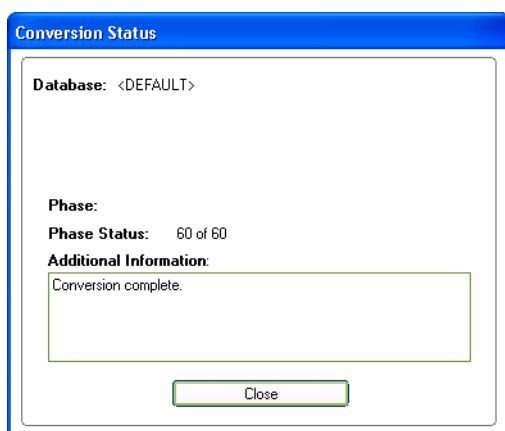 Conversion Status
Database: <DEFAULT>
Phase:
Phase Status: 60 of 60
Additional Information:
Conversion complete.
Close